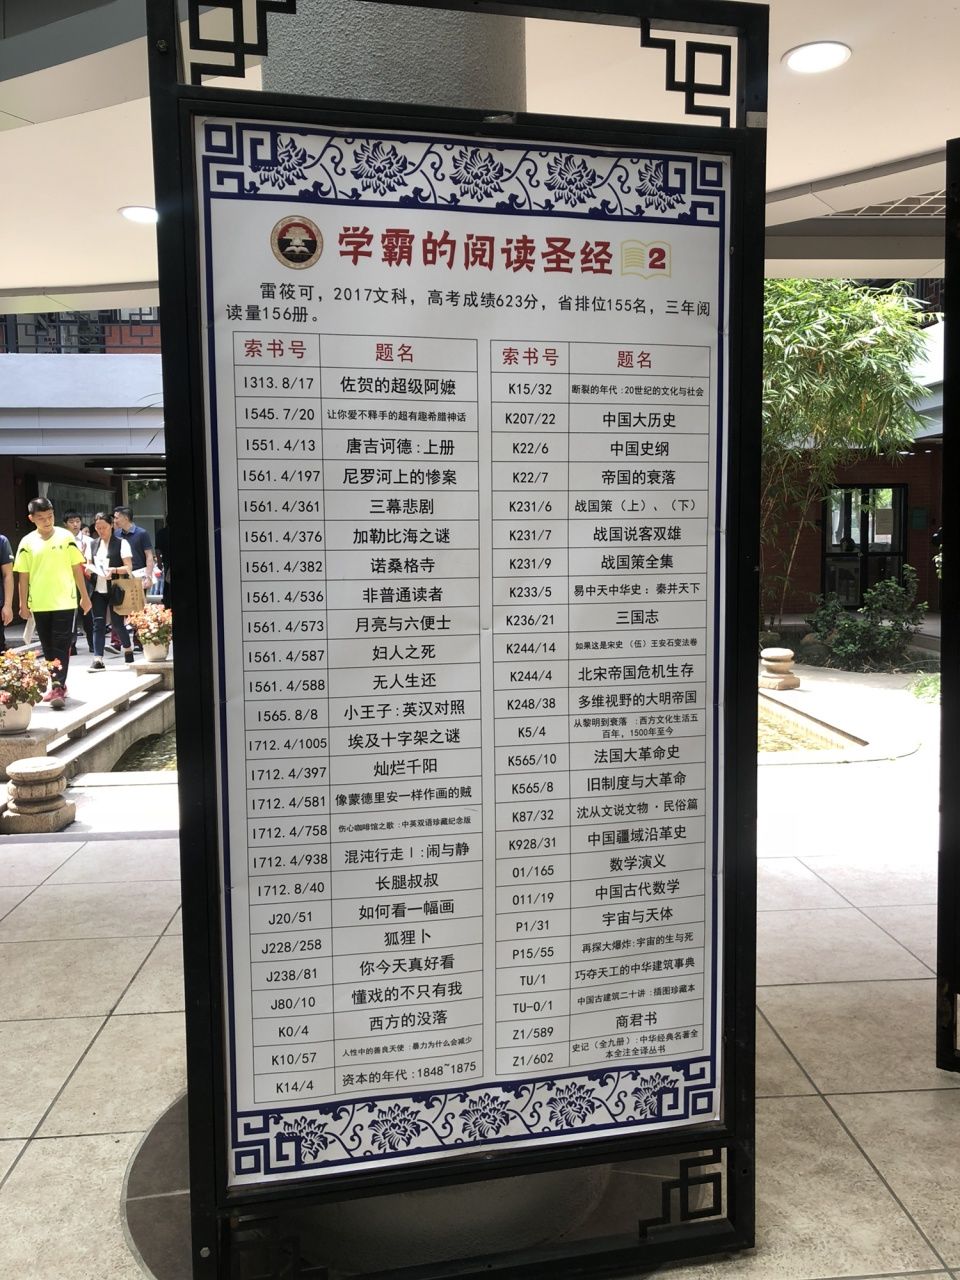 学霸的阅读圣经 2
雷筱可，2017文科，高考成绩623分，省排位155名，三年阅
读量156册。
索书号 题名
I313.8/17 佐贺的超级阿嬷
I545.7/20 让你爱不释手的超有趣希腊神话
I551.4/13 唐吉诃德:上册
I561.4/197 尼罗河上的惨案
I561.4/361 三幕悲剧
I561.4/376 加勒比海之谜
I561.4/382 诺桑格寺
I561.4/536 非普通读者
I561.4/573 月亮与六便士
I561.4/587 妇人之死
I561.4/588 无人生还
I565.8/8 小王子:英汉对照
I712.4/1005 埃及十字架之谜
I712.4/397 灿烂千阳
I712.4/581 像蒙德里安一样作画的贼
I712.4/758 伤心咖啡馆之歌:中英双语珍藏纪念版
I712.4/938 混沌行走Ⅰ:闹与静
I712.8/40 长腿叔叔
J20/51 如何看一幅画
J228/258 狐狸卜
J238/81 你今天真好看
J80/10 懂戏的不只有我
K0/4 西方的没落
K10/57 人性中的善良天使:暴力为什么会减少
K14/4 资本的年代:1848~1875
索书号 题名
K15/32 断裂的年代:20世纪的文化与社会
K207/22 中国大历史
K22/6 中国史纲
K22/7 帝国的衰落
K231/6 战国策（上）、（下）
K231/7 战国说客双雄
K231/9 战国策全集
K233/5 易中天中华史：秦并天下
K236/21 三国志
K244/14 如果这是宋史（伍）王安石变法卷
K244/4 北宋帝国危机生存
K248/38 多维视野的大明帝国
K5/4 从黎明到衰落:西方文化生活五
百年，1500年至今
K565/10 法国大革命史
K565/8 旧制度与大革命
K87/32 沈从文说文物·民俗篇
K928/31 中国疆域沿革史
O1/165 数学演义
O11/19 中国古代数学
P1/31 宇宙与天体
P15/55 再探大爆炸:宇宙的生与死
TU/1 巧夺天工的中华建筑事典
TU-0/1 中国古建筑二十讲:插图珍藏本
Z1/589 商君书
Z1/602 史记（全九册）:中华经典名著全
本全注全译丛书